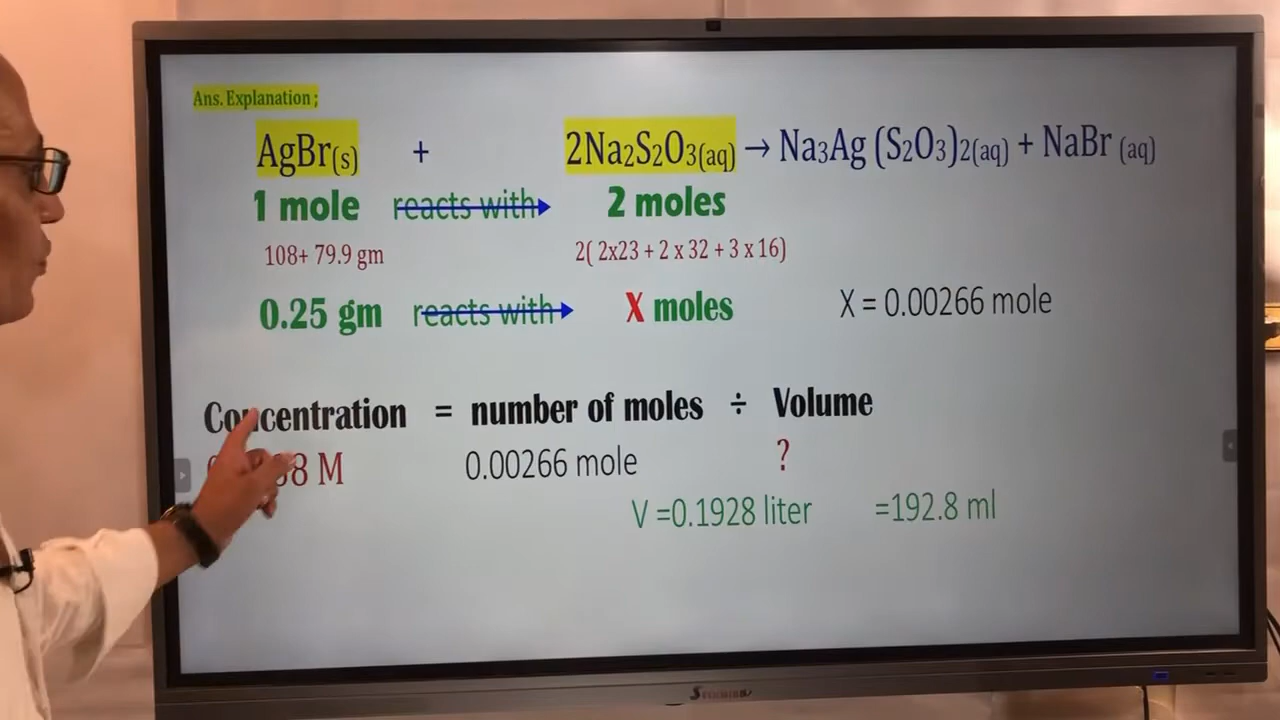 Ans. Explanation ;
AgBr(s) + 2Na2S2O3(aq) → Na3Ag (S2O3)2(aq) + NaBr (aq)
1 mole reacts with 2 moles
108+ 79.9 gm 2( 2x23 + 2 x 32 + 3 x 16)
0.25 gm reacts with X moles X = 0.00266 mole
Concentration = number of moles ÷ Volume
M 0.00266 mole ?
V =0.1928 liter =192.8 ml